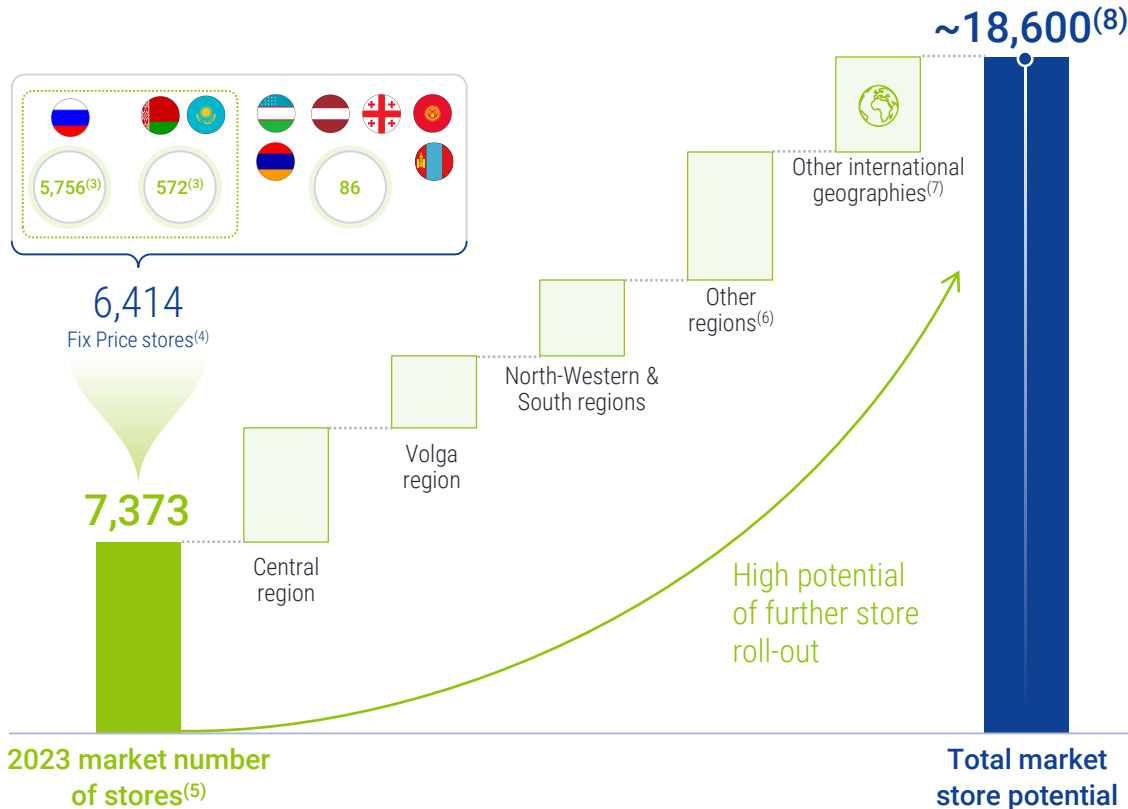 ~18,600(8)
5,756(3)
572(3)
86
6,414
Fix Price stores(4)
7,373
Central
region
Volga
region
North-Western &
South regions
Other
regions(6)
Other international
geographies(7)
High potential
of further store
roll-out
2023 market number
of stores(5)
Total market
store potential